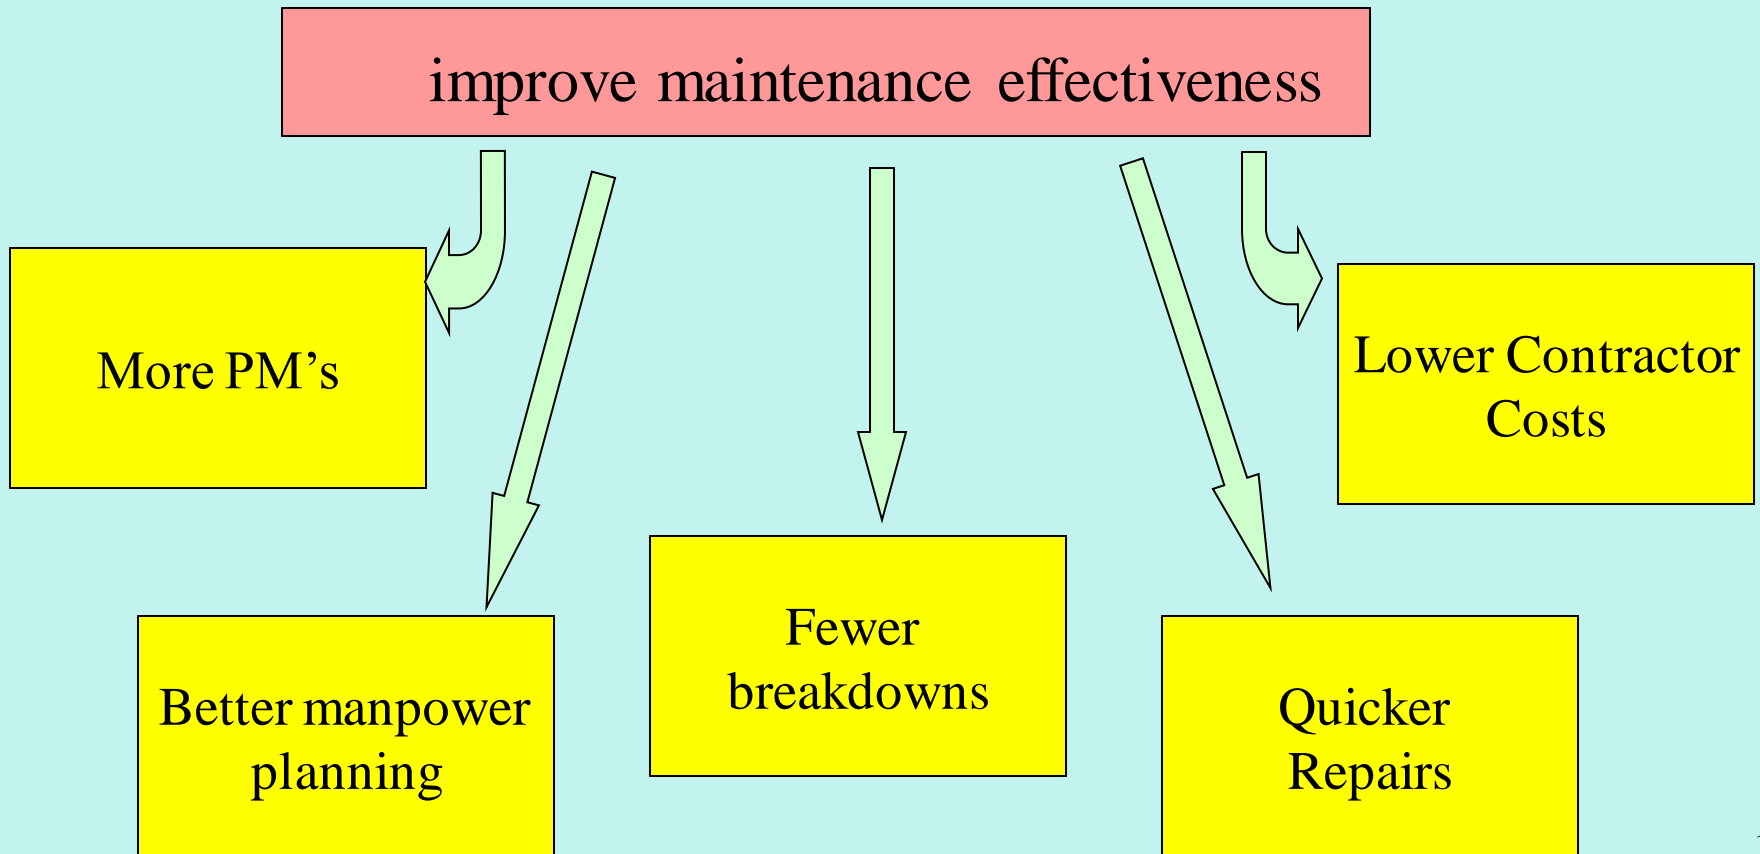 improve maintenance effectiveness
More PM’s
Lower Contractor
Costs
Better manpower
planning
Fewer
breakdowns
Quicker
Repairs